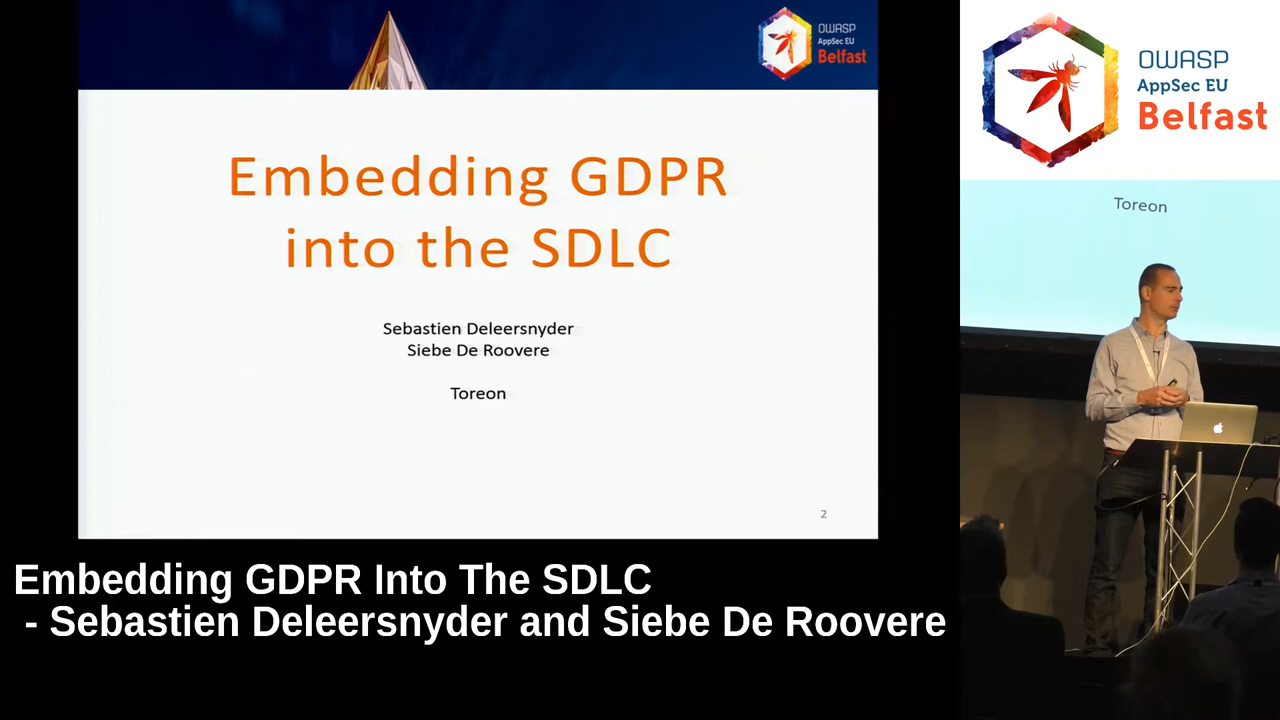 OWASP
AppSec EU
Belfast
Embedding GDPR
into the SDLC
Sebastien Deleersnyder
Siebe De Roovere
Toreon
2
OWASP
AppSec EU
Belfast
Toreon
Embedding GDPR Into The SDLC
- Sebastien Deleersnyder and Siebe De Roovere